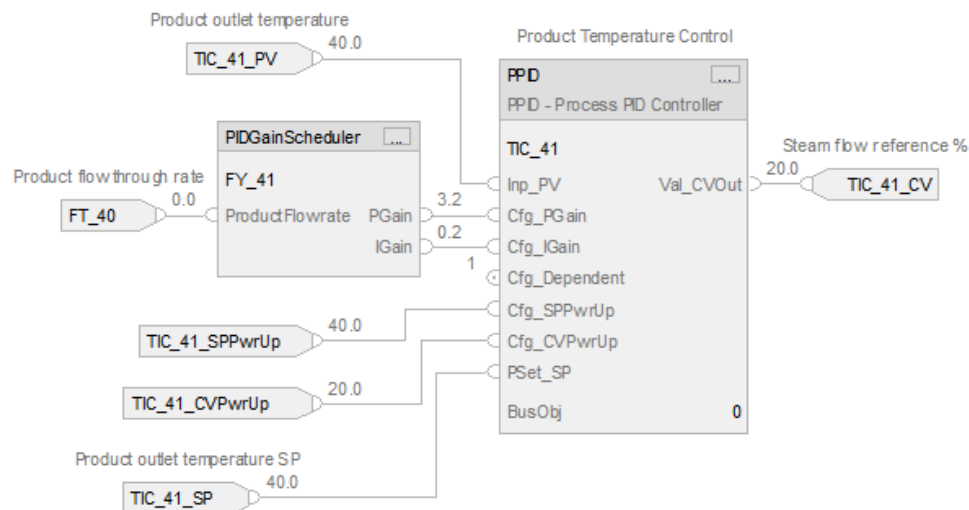 Product outlet temperature
TIC_41_PV
40.0
Product Temperature Control
PPID
...
PPID - Process PID Controller
TIC_41
Inp_PV
Val_CVOut
Cfg_PGain
Cfg_IGain
1
Cfg_Dependent
Cfg_SPPwrUp
Cfg_CVPwrUp
PSet_SP
BusObj
0
Steam flow reference %
20.0
TIC_41_CV
PIDGainScheduler
...
FY_41
ProductFlowrate
PGain
3.2
IGain
0.2
Product flow through rate
FT_40
0.0
TIC_41_SPPwrUp
40.0
TIC_41_CVPwrUp
20.0
Product outlet temperature SP
TIC_41_SP
40.0